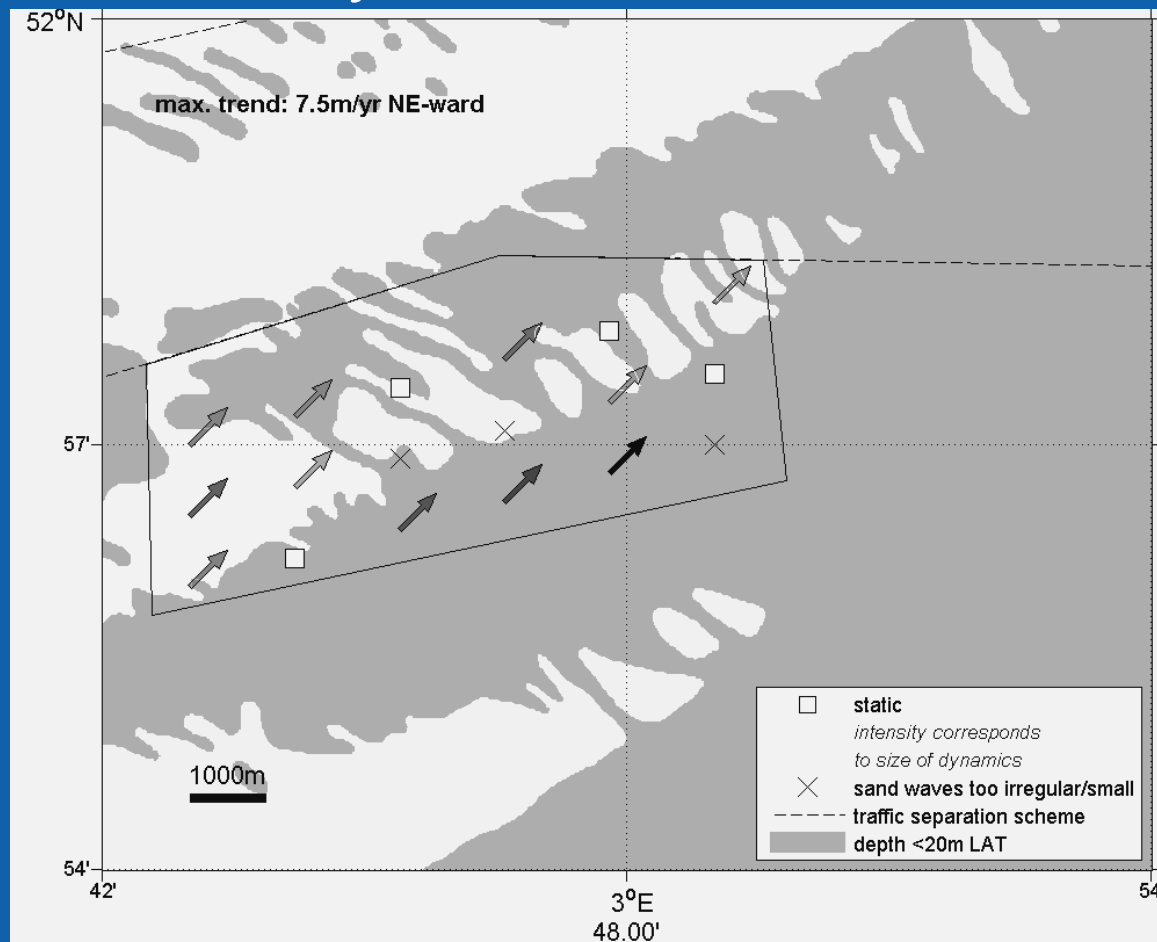 52°N
max. trend: 7.5m/yr NE-ward
57'
1000m
static
intensity corresponds
to size of dynamics
sand waves too irregular/small
traffic separation scheme
depth <20m LAT
54'
42'
3°E
48.00'
54